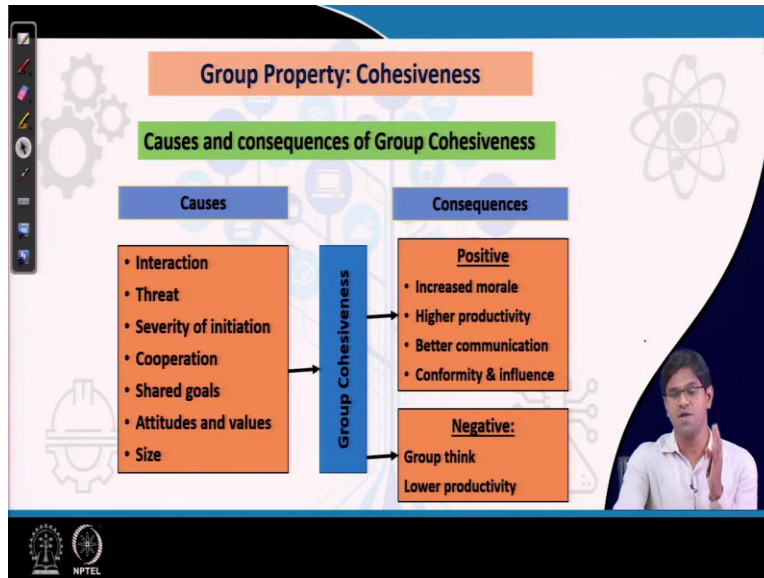 Group Property: Cohesiveness
Causes and consequences of Group Cohesiveness
Causes
• Interaction
• Threat
• Severity of initiation
• Cooperation
• Shared goals
• Attitudes and values
• Size
Group Cohesiveness
Consequences
Positive
• Increased morale
• Higher productivity
• Better communication
• Conformity & influence
Negative:
Group think
Lower productivity
NPTEL